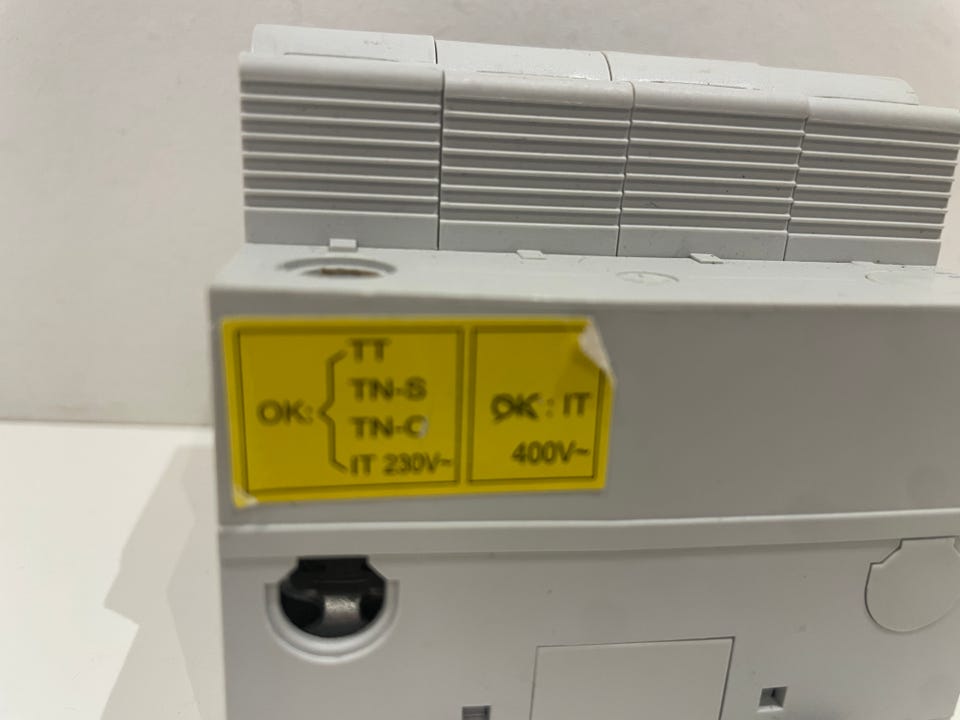 OK:
TT
TN-S
TN-C
IT 230V~
OK : IT
400V~